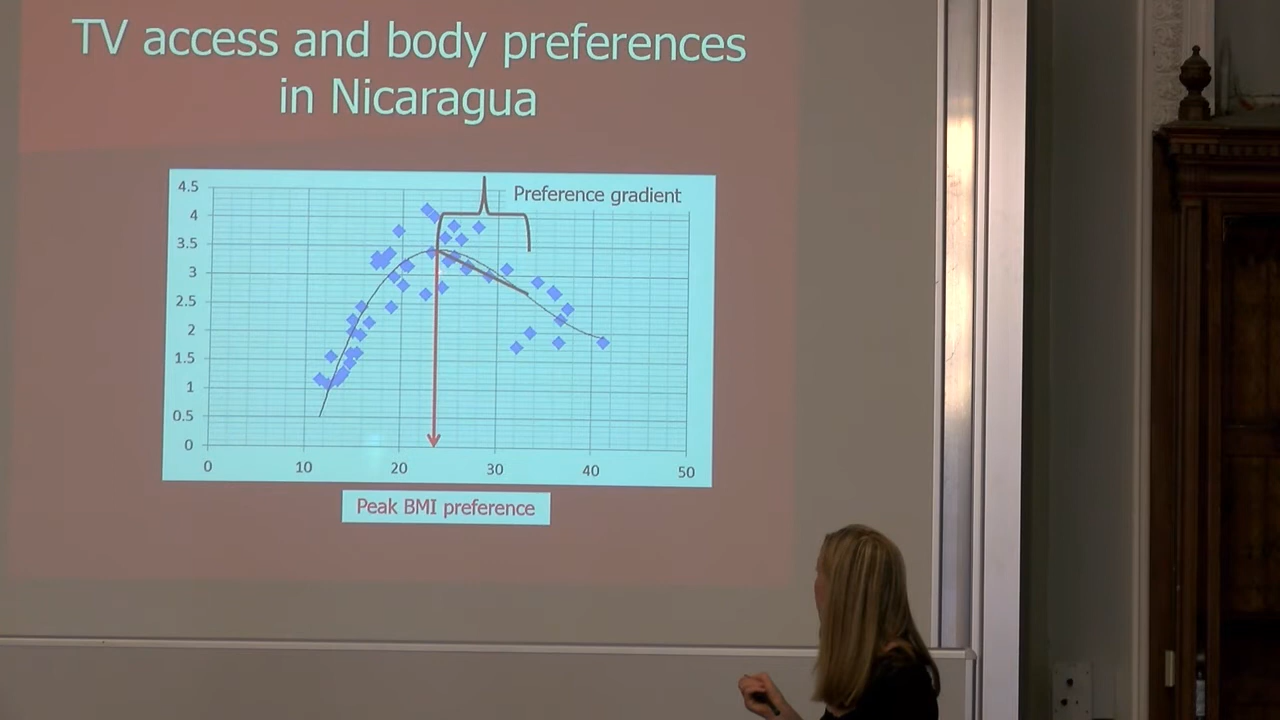 TV access and body preferences
in Nicaragua
Preference gradient
4.5
4
3.5
3
2.5
2
1.5
1
0.5
0
0 10 20 30 40 50
Peak BMI preference